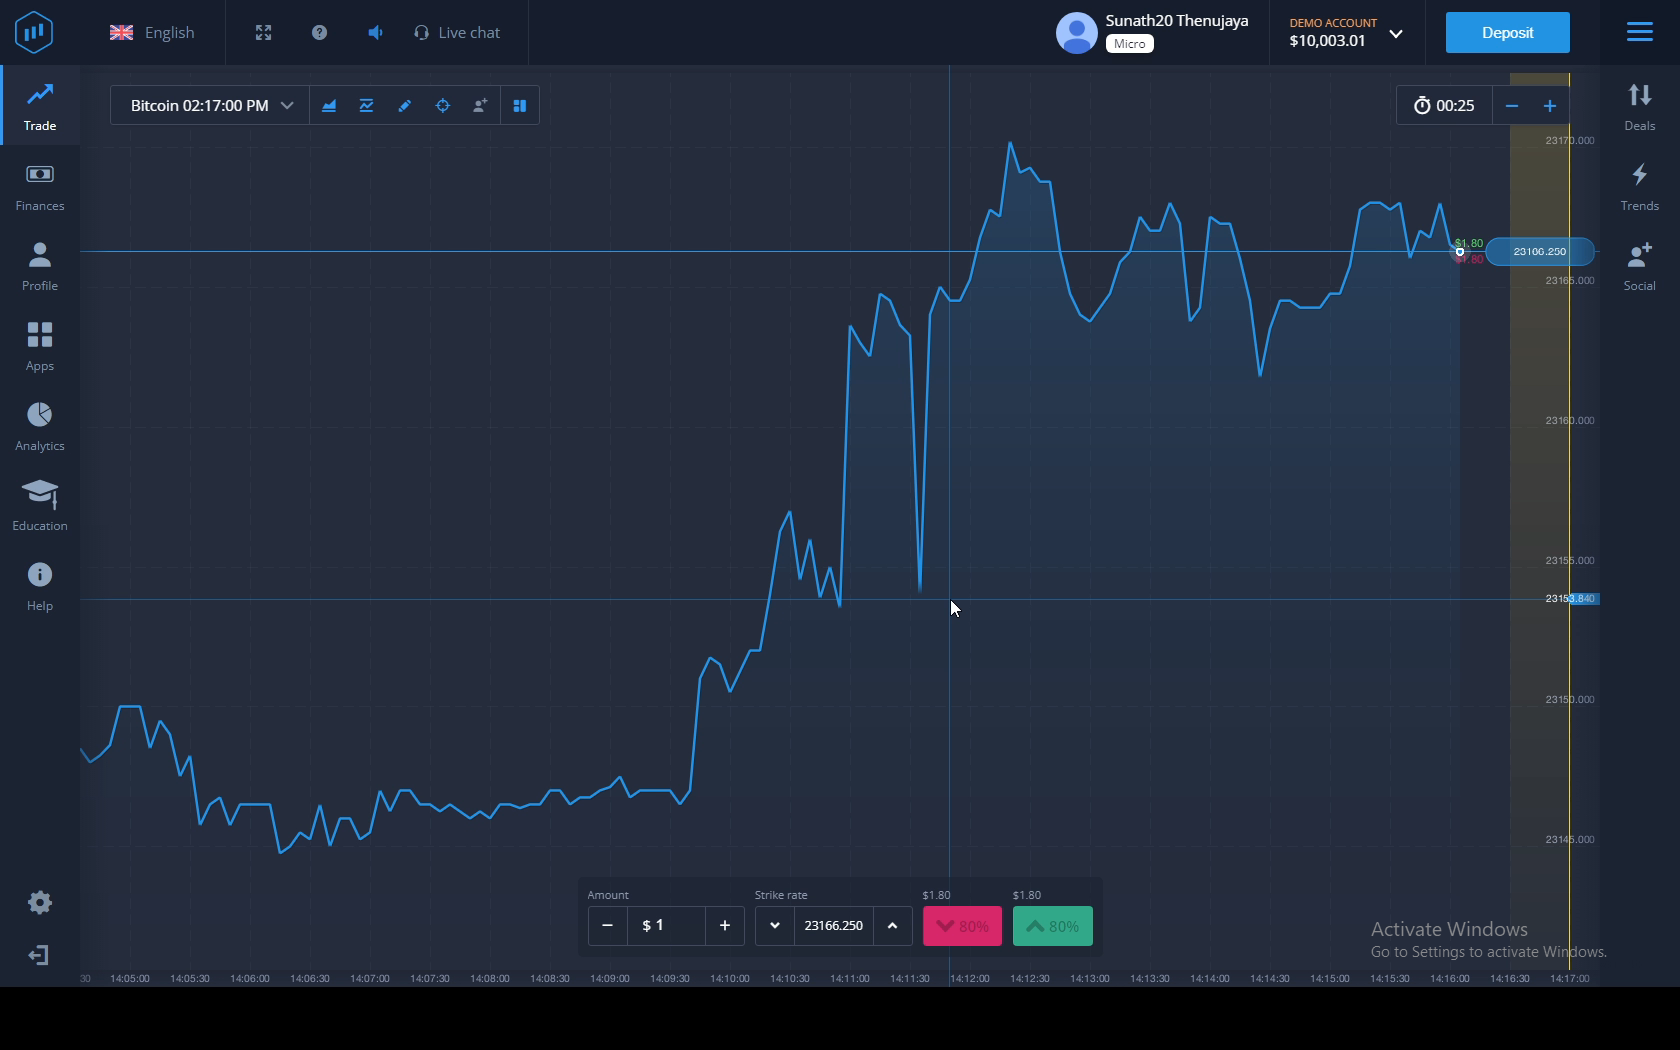 English
Live chat
Sunath20 Thenujaya
Micro
DEMO ACCOUNT
$10,003.01
Deposit
Trade
Finances
Profile
Apps
Analytics
Education
Help
Bitcoin 02:17:00 PM
00:25
Deals
Trends
Social
23170.000
$1.80
$1.80
23166.250
23165.000
23160.000
23155.000
23153.840
23150.000
23145.000
Amount
Strike rate
$1.80
$1.80
$ 1
23166.250
80%
80%
Activate Windows
Go to Settings to activate Windows.
30 14:05:00 14:05:30 14:06:00 14:06:30 14:07:00 14:07:30 14:08:00 14:08:30 14:09:00 14:09:30 14:10:00 14:10:30 14:11:00 14:11:30 14:12:00 14:12:30 14:13:00 14:13:30 14:14:00 14:14:30 14:15:00 14:15:30 14:16:00 14:16:30 14:17:00